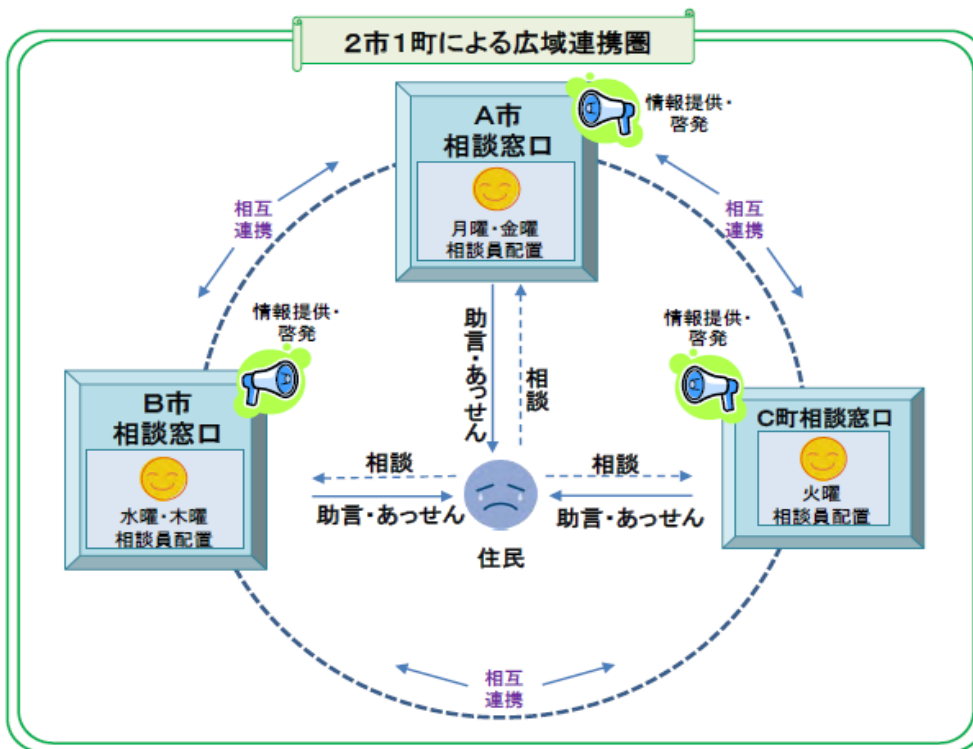 2市1町による広域連携圏
A市
相談窓口
月曜・金曜
相談員配置
情報提供・
啓発
相互
連携
相互
連携
情報提供・
啓発
情報提供・
啓発
助言・あっせん
相談
B市
相談窓口
水曜・木曜
相談員配置
C町相談窓口
火曜
相談員配置
相談
助言・あっせん
相談
助言・あっせん
住民
相互
連携